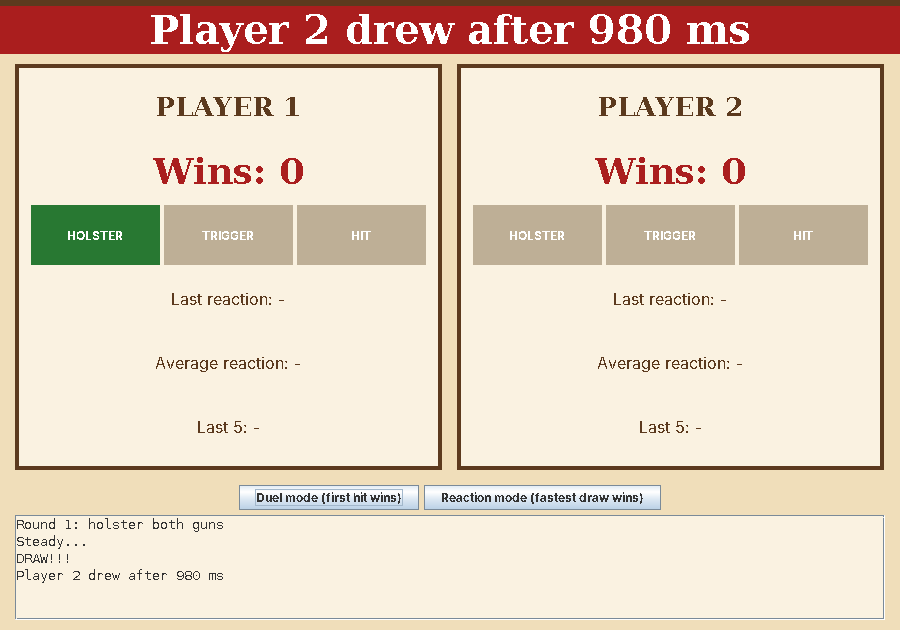 Player 2 drew after 980 ms
PLAYER 1
Wins: 0
HOLSTER TRIGGER HIT
Last reaction: -
Average reaction: -
Last 5: -
PLAYER 2
Wins: 0
HOLSTER TRIGGER HIT
Last reaction: -
Average reaction: -
Last 5: -
Duel mode (first hit wins) Reaction mode (fastest draw wins)
Round 1: holster both guns
Steady...
DRAW!!!
Player 2 drew after 980 ms